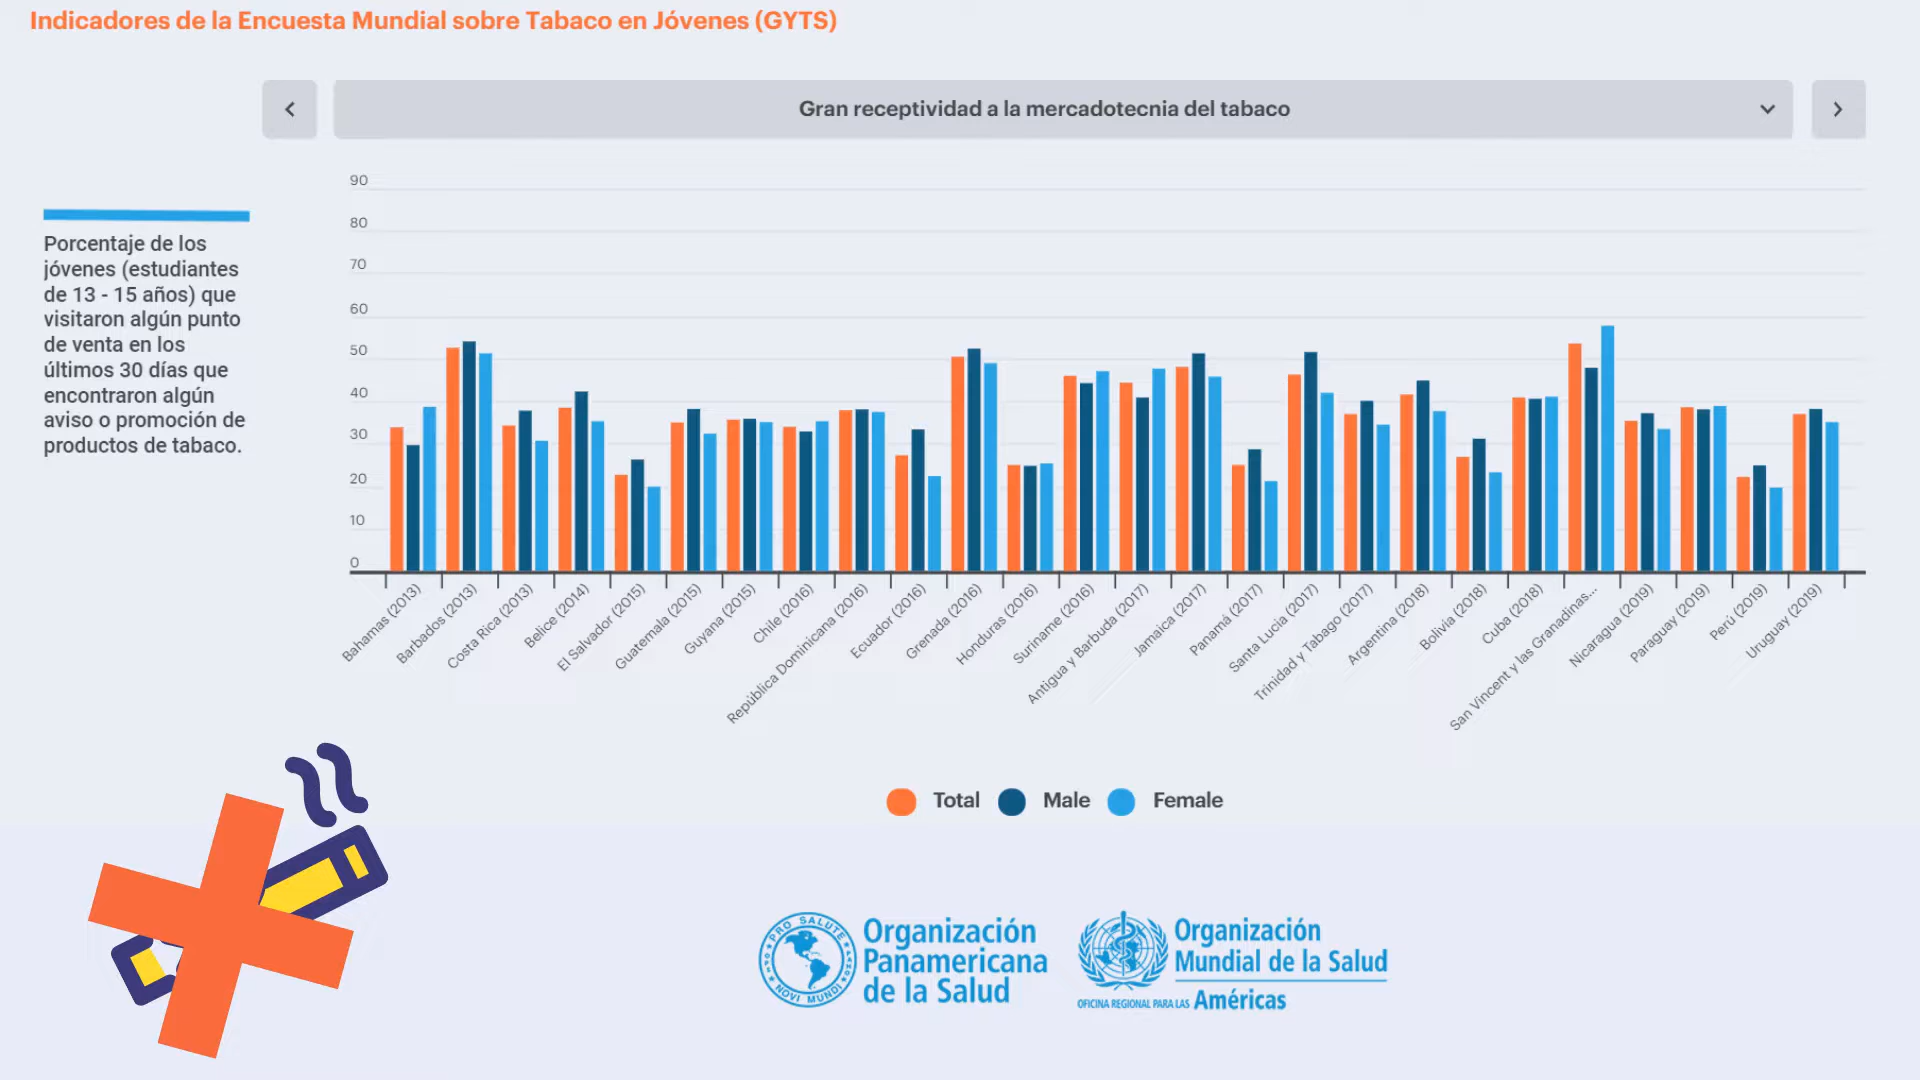 Indicadores de la Encuesta Mundial sobre Tabaco en Jóvenes (GYTS)
Gran receptividad a la mercadotecnia del tabaco
Porcentaje de los
jóvenes (estudiantes
de 13 - 15 años) que
visitaron algún punto
de venta en los
últimos 30 días que
encontraron algún
aviso o promoción de
productos de tabaco.
90
80
70
60
50
40
30
20
10
0
Bahamas (2013)
Barbados (2013)
Costa Rica (2013)
Belice (2014)
El Salvador (2015)
Guatemala (2015)
Guyana (2015)
Chile (2016)
República Dominicana (2016)
Ecuador (2016)
Grenada (2016)
Honduras (2016)
Suriname (2016)
Antigua y Barbuda (2017)
Jamaica (2017)
Panamá (2017)
Santa Lucia (2017)
Trinidad y Tabago (2017)
Argentina (2018)
Bolivia (2018)
Cuba (2018)
San Vincent y las Granadinas...
Nicaragua (2019)
Paraguay (2019)
Perú (2019)
Uruguay (2019)
Total Male Female
PRO SALUTE
NOVI MUNDI
Organización
Panamericana
de la Salud
Organización
Mundial de la Salud
OFICINA REGIONAL PARA LAS Américas